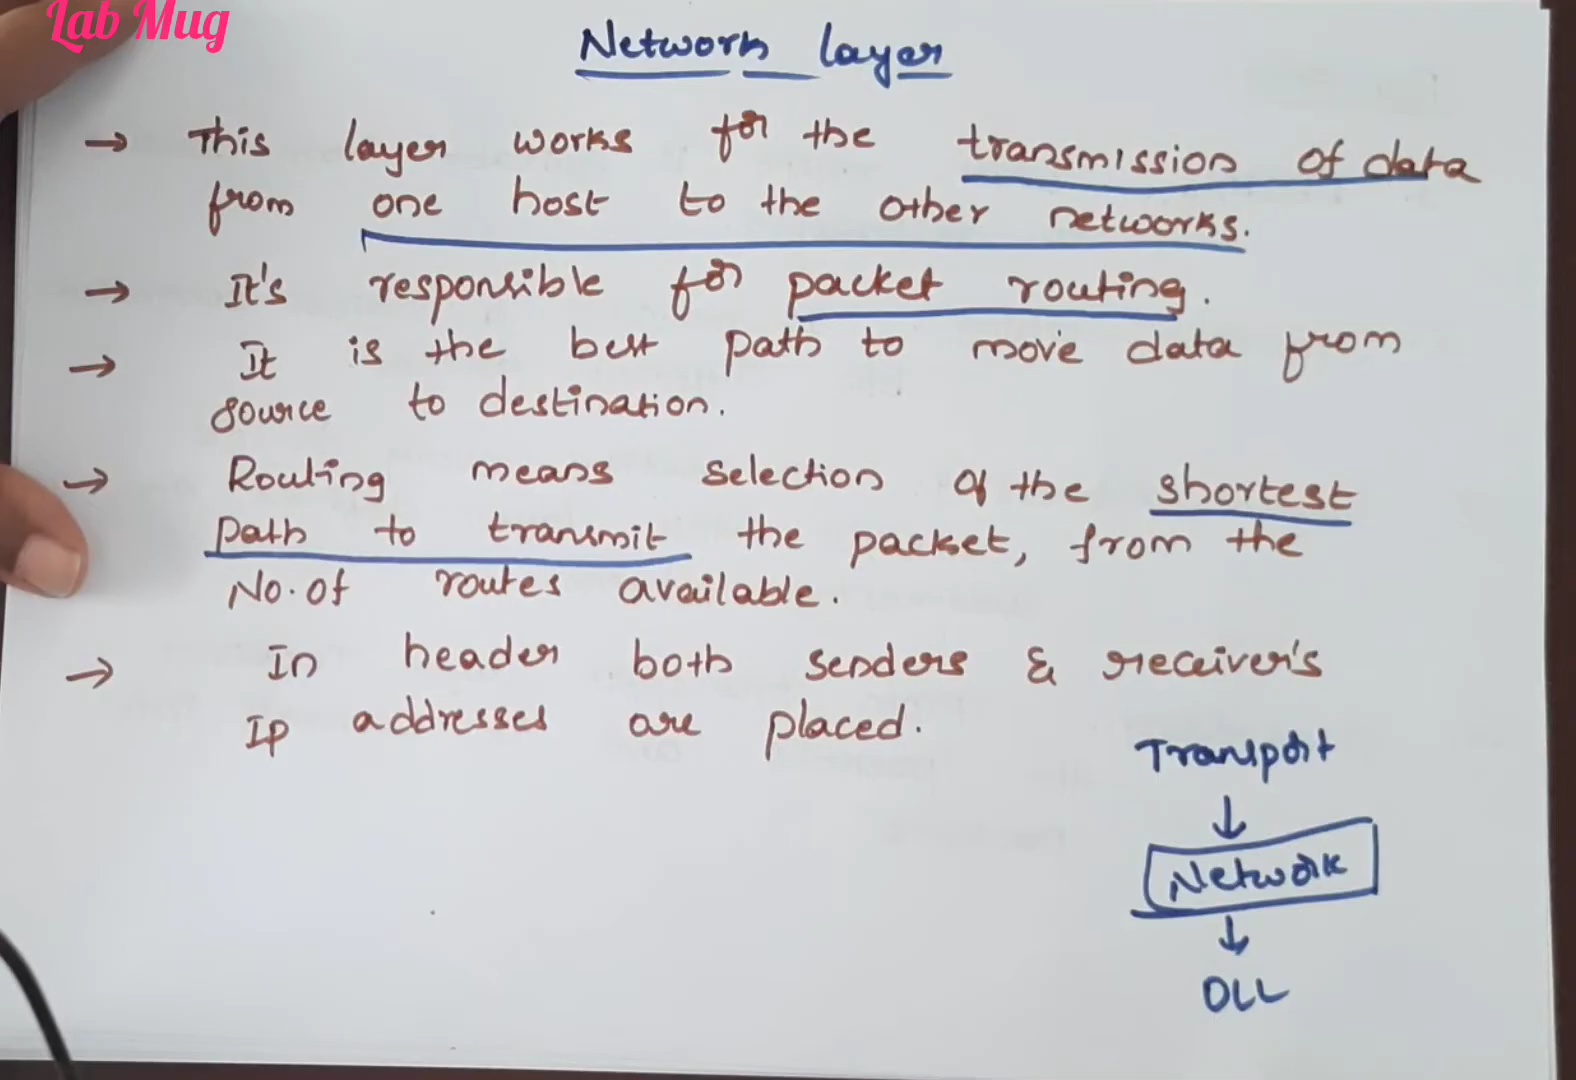 Lab Mug
Network layer
→ This layer works for the transmission of data
from one host to the other networks.
→ It's responsible for packet routing.
→ It is the best path to move data from
source to destination.
→ Routing means selection of the shortest
path to transmit the packet, from the
No. of routes available.
→ In header both senders & receiver's
Ip addresses are placed.
Transport
↓
Network
↓
DLL